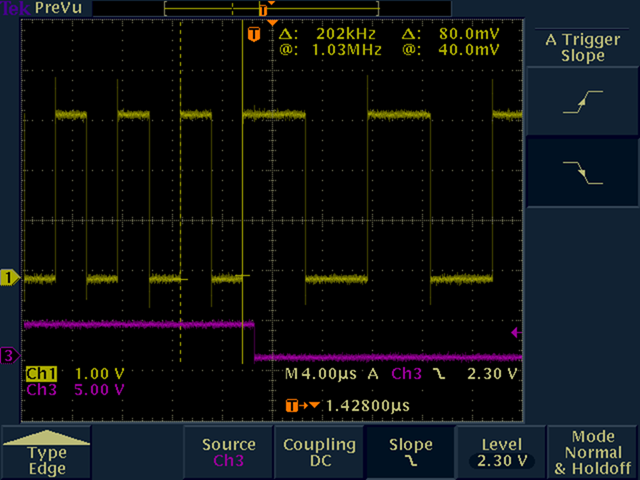 Tek PreVu
T
T
Δ: 202kHz Δ: 80.0mV
@: 1.03MHz @: 40.0mV
A Trigger
Slope
1
3
Ch1 1.00 V M 4.00µs A Ch3 2.30 V
Ch3 5.00 V
T 1.42800µs
Type
Edge
Source
Ch3
Coupling
DC
Slope
Level
2.30 V
Mode
Normal
& Holdoff